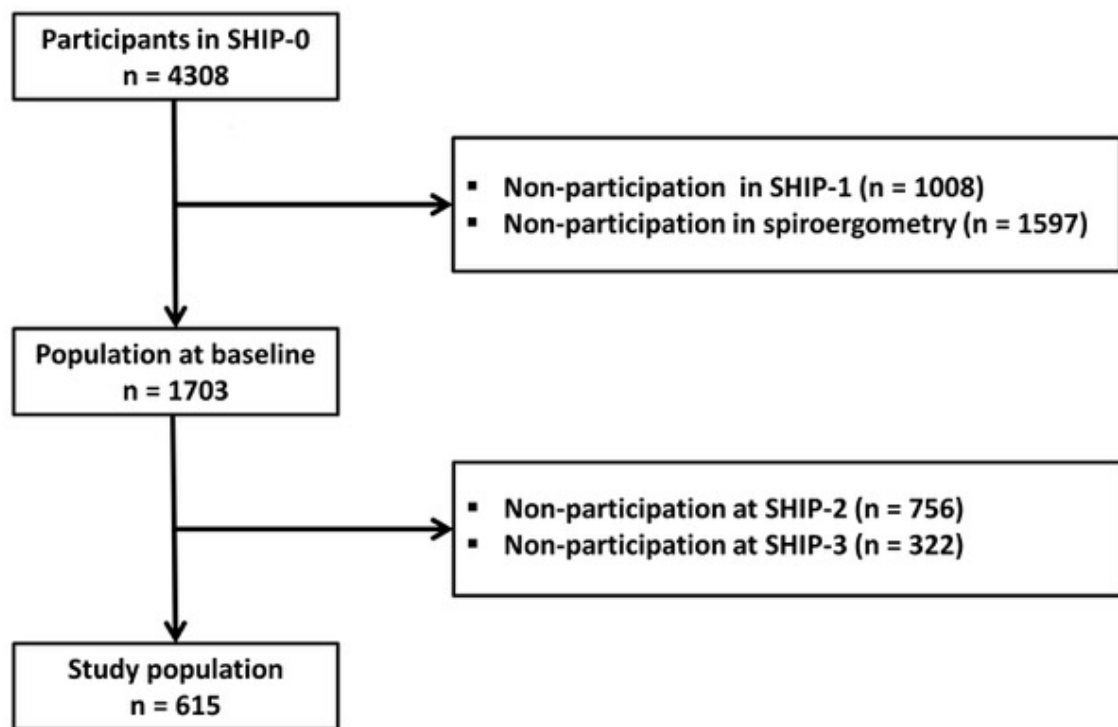 Participants in SHIP-0
n = 4308
▪ Non-participation in SHIP-1 (n = 1008)
▪ Non-participation in spiroergometry (n = 1597)
Population at baseline
n = 1703
▪ Non-participation at SHIP-2 (n = 756)
▪ Non-participation at SHIP-3 (n = 322)
Study population
n = 615